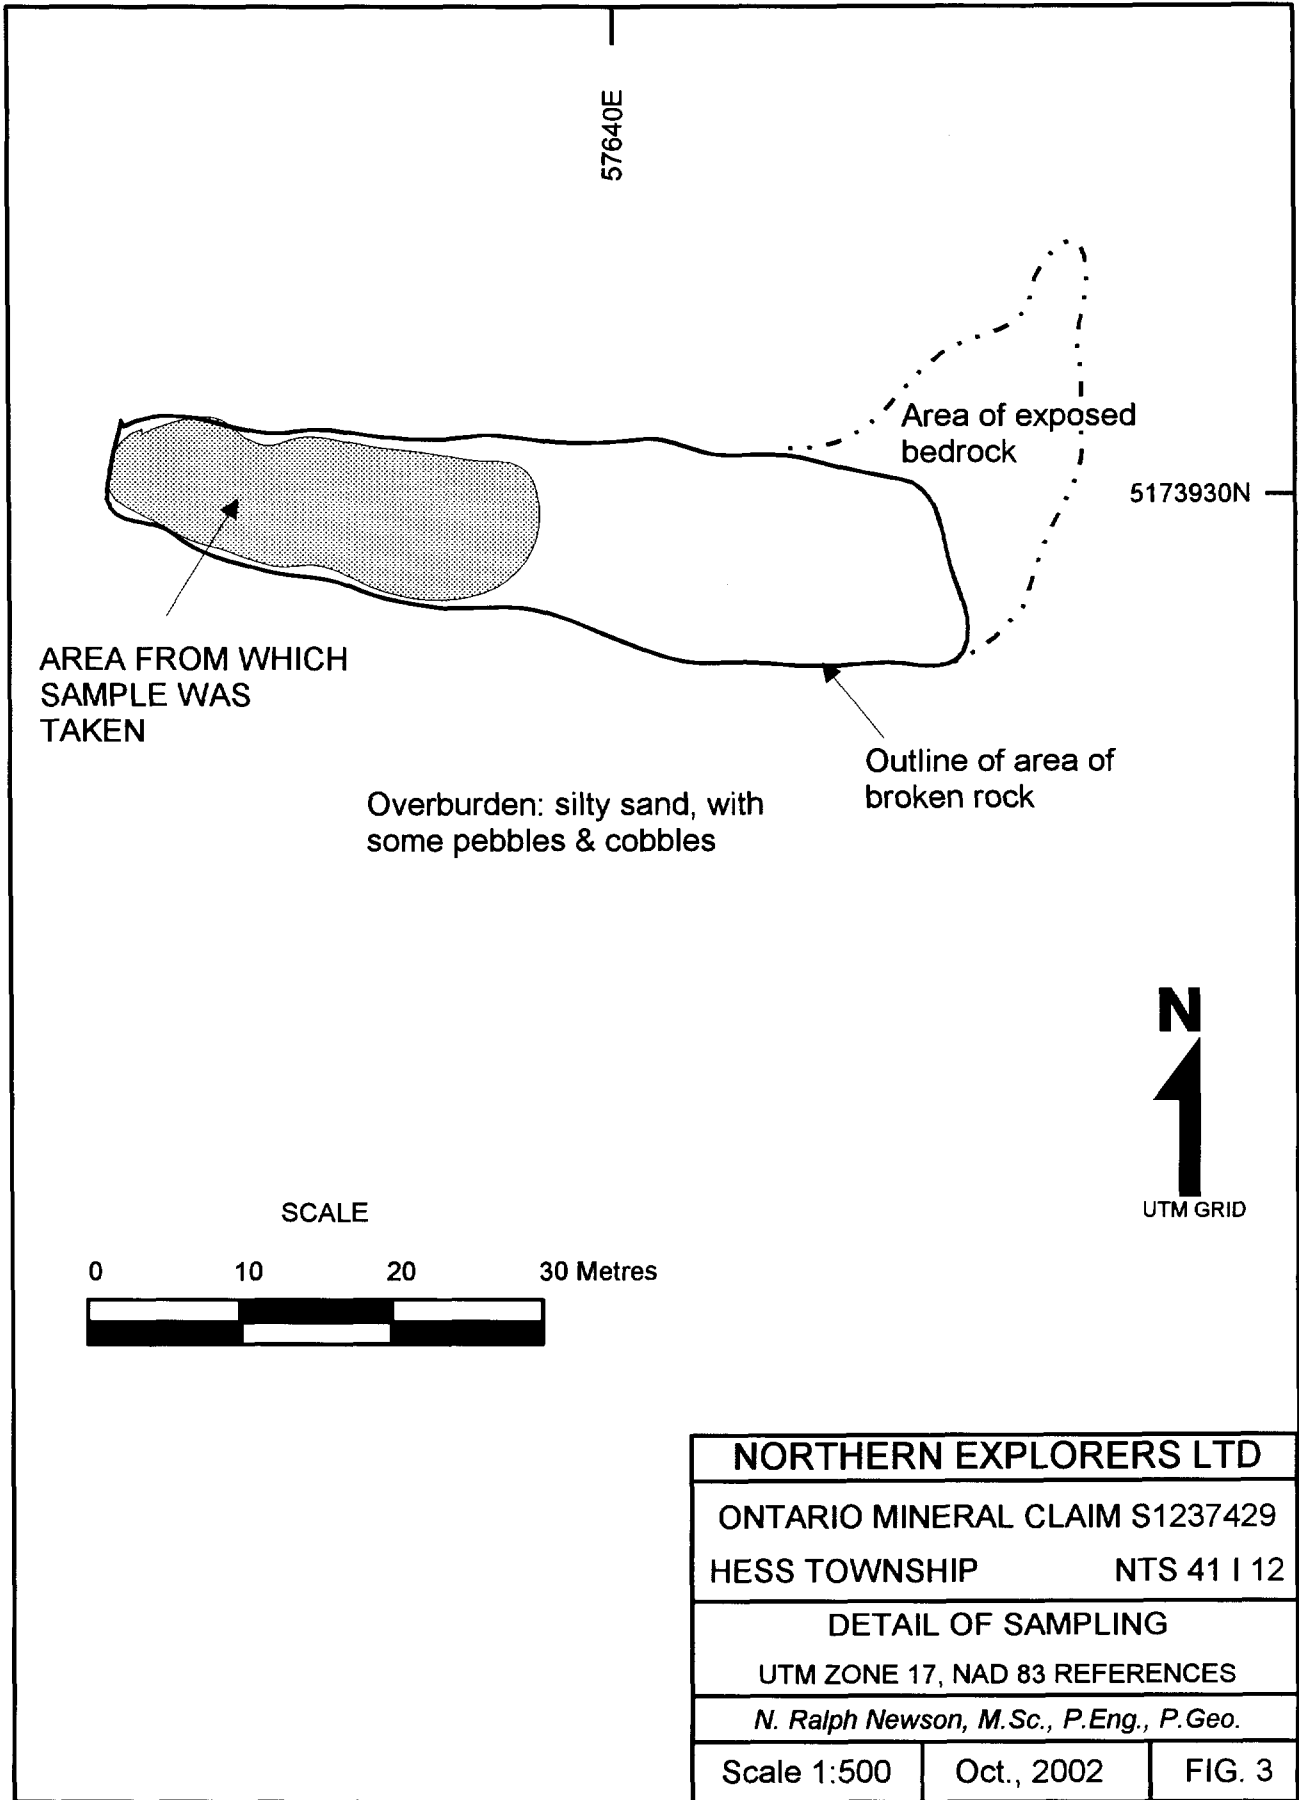 57640E
Area of exposed
bedrock
5173930N
AREA FROM WHICH
SAMPLE WAS
TAKEN
Outline of area of
broken rock
Overburden: silty sand, with
some pebbles & cobbles
N
UTM GRID
SCALE
0 10 20 30 Metres
NORTHERN EXPLORERS LTD
ONTARIO MINERAL CLAIM S1237429
HESS TOWNSHIP NTS 41 I 12
DETAIL OF SAMPLING
UTM ZONE 17, NAD 83 REFERENCES
N. Ralph Newson, M.Sc., P.Eng., P.Geo.
Scale 1:500 Oct., 2002 FIG. 3